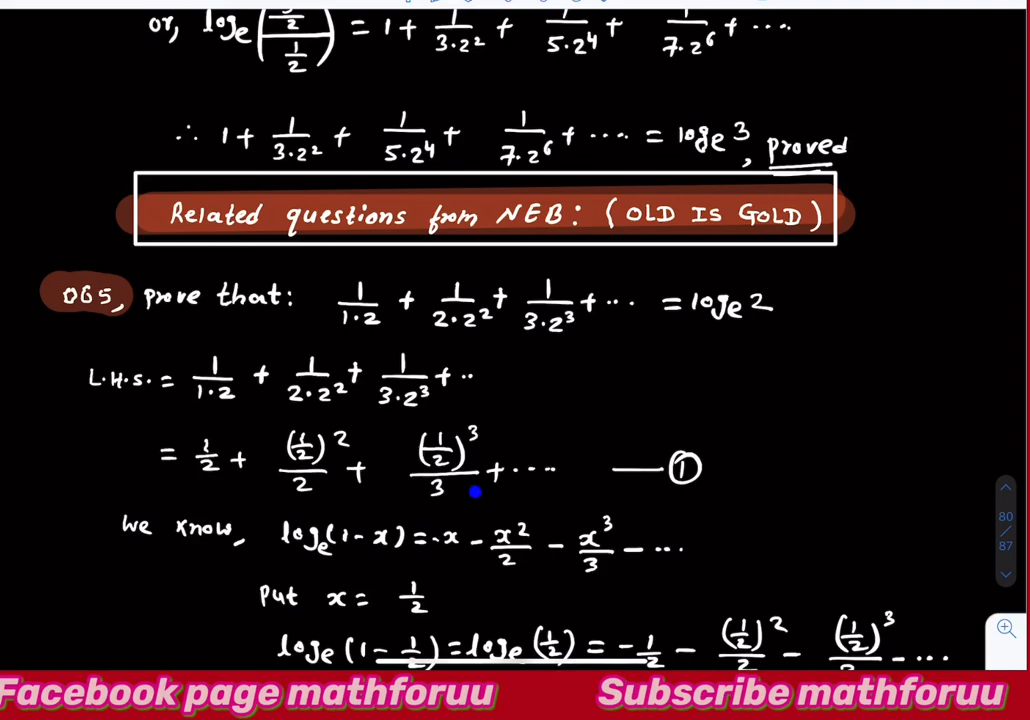 or, logₑ((3/2)/(1/2)) = 1 + 1/(3·2²) + 1/(5·2⁴) + 1/(7·2⁶) + ····
∴ 1 + 1/(3·2²) + 1/(5·2⁴) + 1/(7·2⁶) + ···· = logₑ3, proved
Related questions from NEB: (OLD IS GOLD)
065, prove that: 1/(1·2) + 1/(2·2²) + 1/(3·2³) + ·· = logₑ2
L.H.S. = 1/(1·2) + 1/(2·2²) + 1/(3·2³) + ··
= 1/2 + (1/2)²/2 + (1/2)³/3 + ···· —— ①
We know, logₑ(1-x) = -x - x²/2 - x³/3 - ···
80
/
87
Put x = 1/2
logₑ(1 - 1/2) = logₑ(1/2) = -1/2 - (1/2)²/2 - (1/2)³/3 - ····
Facebook page mathforuu Subscribe mathforuu